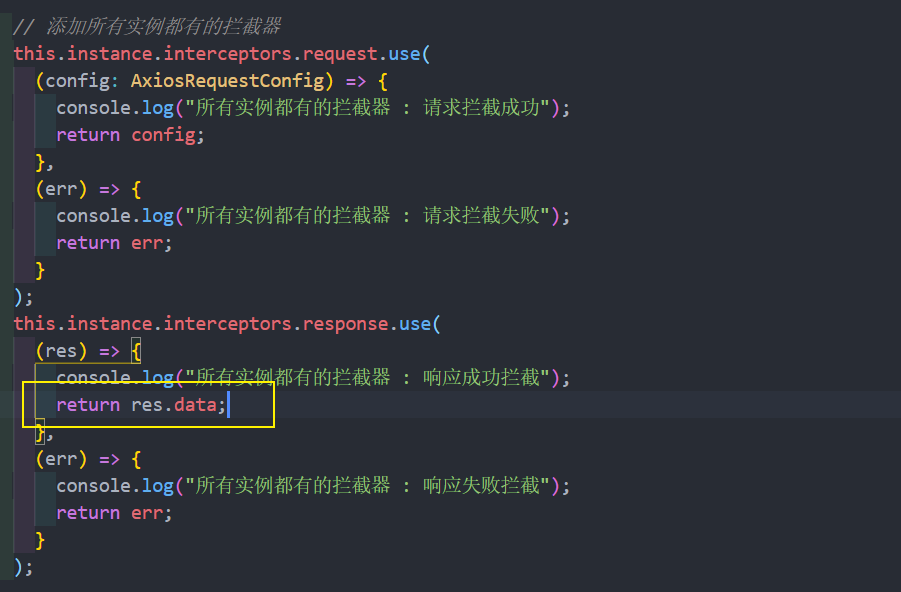 // 添加所有实例都有的拦截器
this.instance.interceptors.request.use(
(config: AxiosRequestConfig) => {
console.log("所有实例都有的拦截器 : 请求拦截成功");
return config;
},
(err) => {
console.log("所有实例都有的拦截器 : 请求拦截失败");
return err;
}
);
this.instance.interceptors.response.use(
(res) => {
console.log("所有实例都有的拦截器 : 响应成功拦截");
return res.data;
},
(err) => {
console.log("所有实例都有的拦截器 : 响应失败拦截");
return err;
}
);